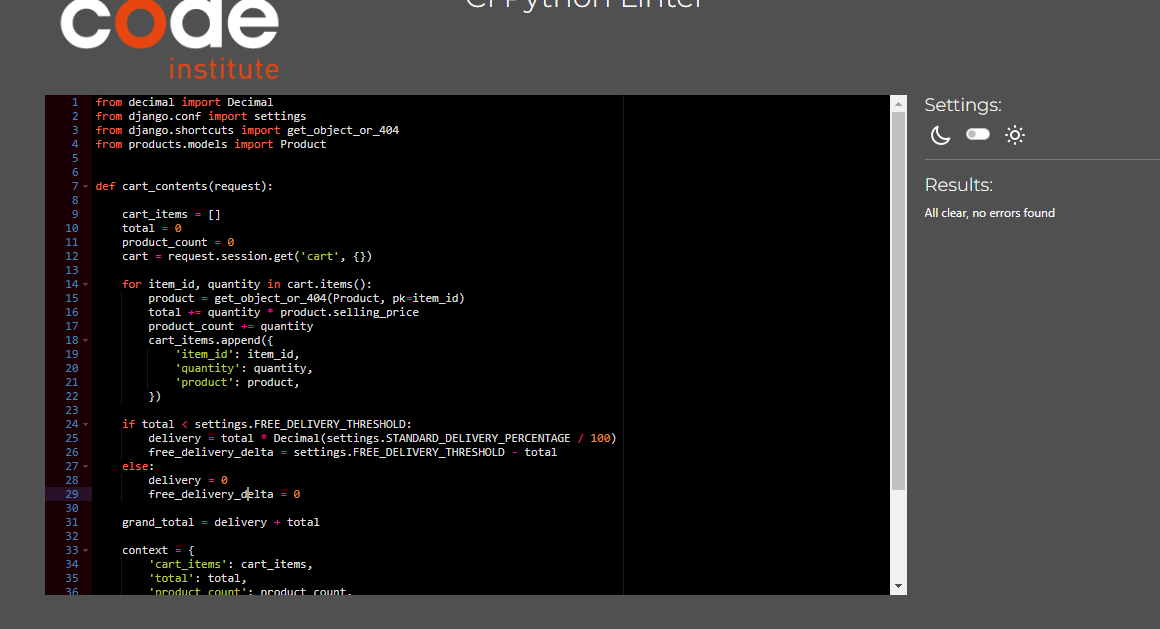 CI Python Linter
code
institute
1 from decimal import Decimal
2 from django.conf import settings
3 from django.shortcuts import get_object_or_404
4 from products.models import Product
5
6
7 def cart_contents(request):
8
9     cart_items = []
10     total = 0
11     product_count = 0
12     cart = request.session.get('cart', {})
13
14     for item_id, quantity in cart.items():
15         product = get_object_or_404(Product, pk=item_id)
16         total += quantity * product.selling_price
17         product_count += quantity
18         cart_items.append({
19             'item_id': item_id,
20             'quantity': quantity,
21             'product': product,
22         })
23
24     if total < settings.FREE_DELIVERY_THRESHOLD:
25         delivery = total * Decimal(settings.STANDARD_DELIVERY_PERCENTAGE / 100)
26         free_delivery_delta = settings.FREE_DELIVERY_THRESHOLD - total
27     else:
28         delivery = 0
29         free_delivery_delta = 0
30
31     grand_total = delivery + total
32
33     context = {
34         'cart_items': cart_items,
35         'total': total,
36         'product_count': product_count,
Settings:
Results:
All clear, no errors found